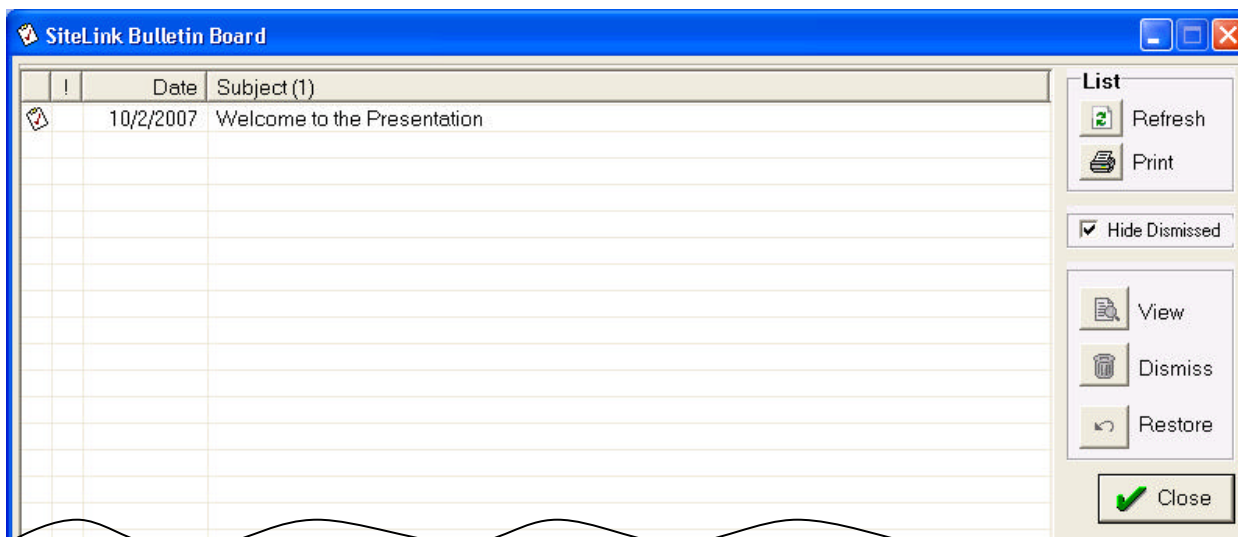 SiteLink Bulletin Board
! Date Subject (1)
10/2/2007 Welcome to the Presentation
List
Refresh
Print
Hide Dismissed
View
Dismiss
Restore
Close